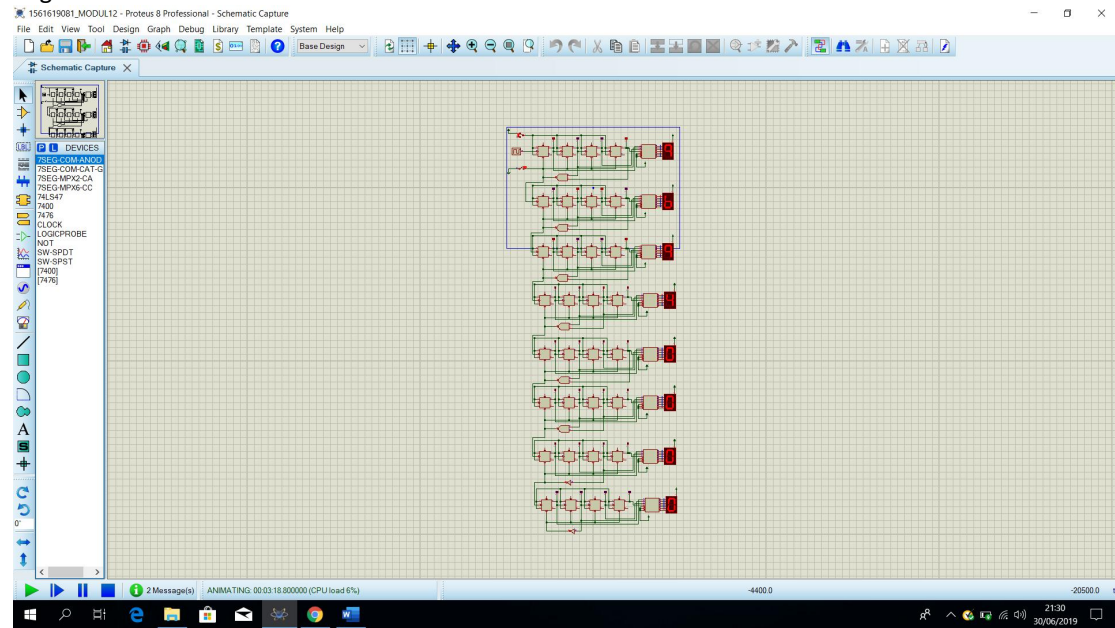 1561619081_MODUL12 - Proteus 8 Professional - Schematic Capture
File Edit View Tool Design Graph Debug Library Template System Help
Base Design
Schematic Capture
P L DEVICES
7SEG-COM-ANOD
7SEG-COM-CAT-G
7SEG-MPX2-CA
7SEG-MPX6-CC
74LS47
7400
7476
CLOCK
LOGICPROBE
NOT
SW-SPDT
SW-SPST
[7400]
[7476]
LBL
A
S
0°
2 Message(s) ANIMATING: 00:03:18.800000 (CPU load 6%) -4400.0 -20500.0
21:30
30/06/2019